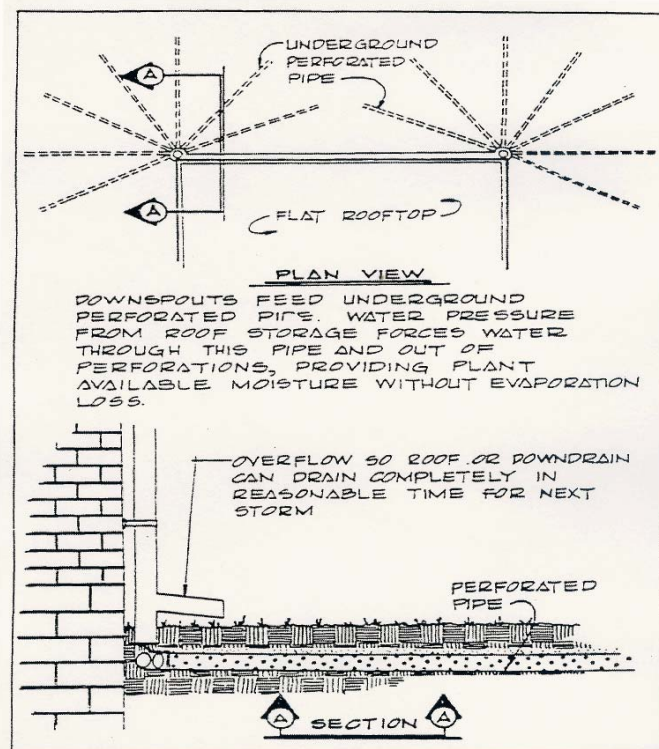 UNDERGROUND
PERFORATED
PIPE
A
A
FLAT ROOFTOP
PLAN VIEW
DOWNSPOUTS FEED UNDERGROUND
PERFORATED PIPE. WATER PRESSURE
FROM ROOF STORAGE FORCES WATER
THROUGH THIS PIPE AND OUT OF
PERFORATIONS, PROVIDING PLANT
AVAILABLE MOISTURE WITHOUT EVAPORATION
LOSS.
OVERFLOW SO ROOF OR DOWNDRAIN
CAN DRAIN COMPLETELY IN
REASONABLE TIME FOR NEXT
STORM
PERFORATED
PIPE
A SECTION A